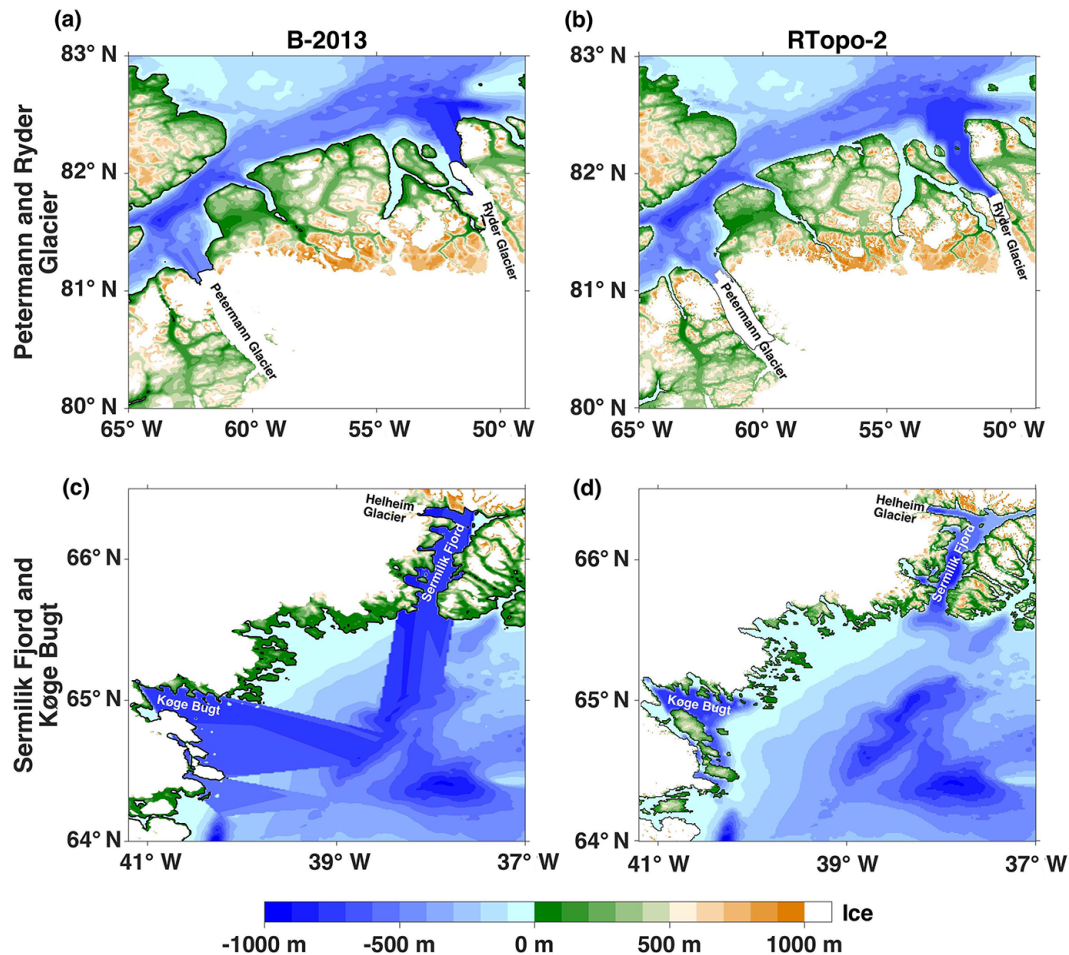 (a)
B-2013
(b)
RTopo-2
Petermann and Ryder
Glacier
83° N
82° N
81° N
80° N
65° W
60° W
55° W
50° W
Petermann Glacier
Ryder Glacier
83° N
82° N
81° N
80° N
65° W
60° W
55° W
50° W
Petermann Glacier
Ryder Glacier
(c)
(d)
Sermilik Fjord and
Køge Bugt
66° N
65° N
64° N
41° W
39° W
37° W
Helheim
Glacier
Sermilik Fjord
Køge Bugt
66° N
65° N
64° N
41° W
39° W
37° W
Helheim
Glacier
Sermilik Fjord
Køge Bugt
Ice
-1000 m
-500 m
0 m
500 m
1000 m